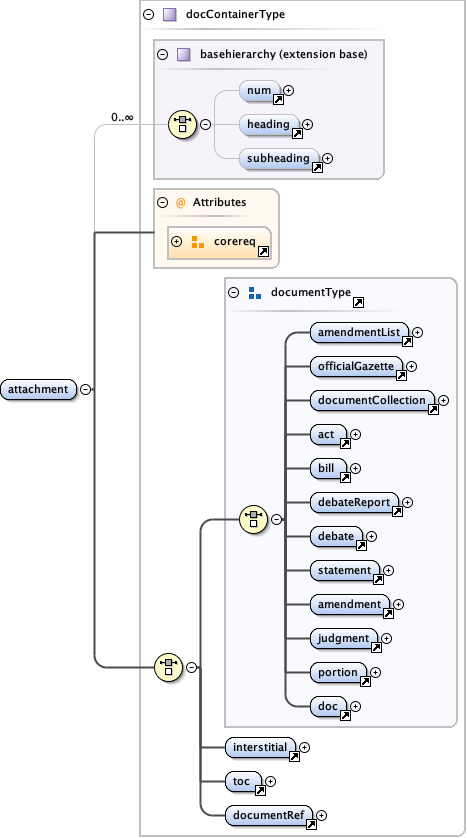 docContainerType
basehierarchy (extension base)
num
0..∞
heading
subheading
@ Attributes
corereq
documentType
amendmentList
officialGazette
attachment
documentCollection
act
bill
debateReport
debate
statement
amendment
judgment
portion
doc
interstitial
toc
documentRef